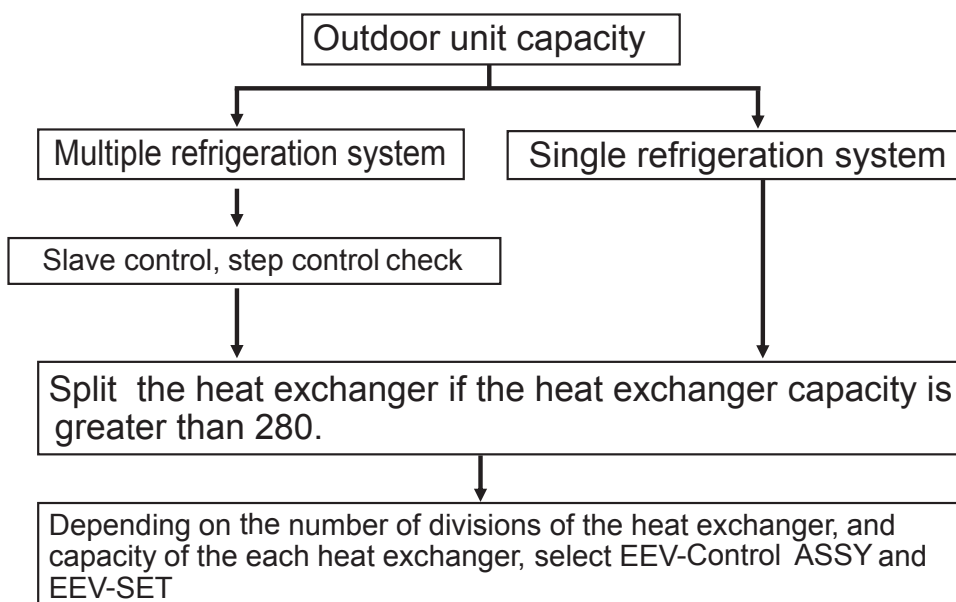 Outdoor unit capacity
Multiple refrigeration system
Single refrigeration system
Slave control, step control check
Split the heat exchanger if the heat exchanger capacity is
greater than 280.
Depending on the number of divisions of the heat exchanger, and
capacity of the each heat exchanger, select EEV-Control ASSY and
EEV-SET